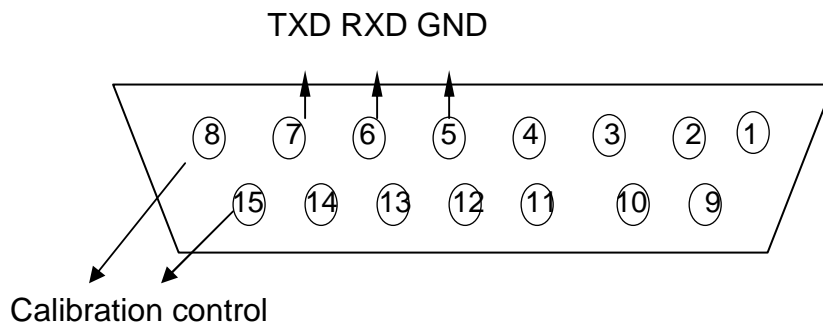 TXD RXD GND
8 7 6 5 4 3 2 1
15 14 13 12 11 10 9
Calibration control